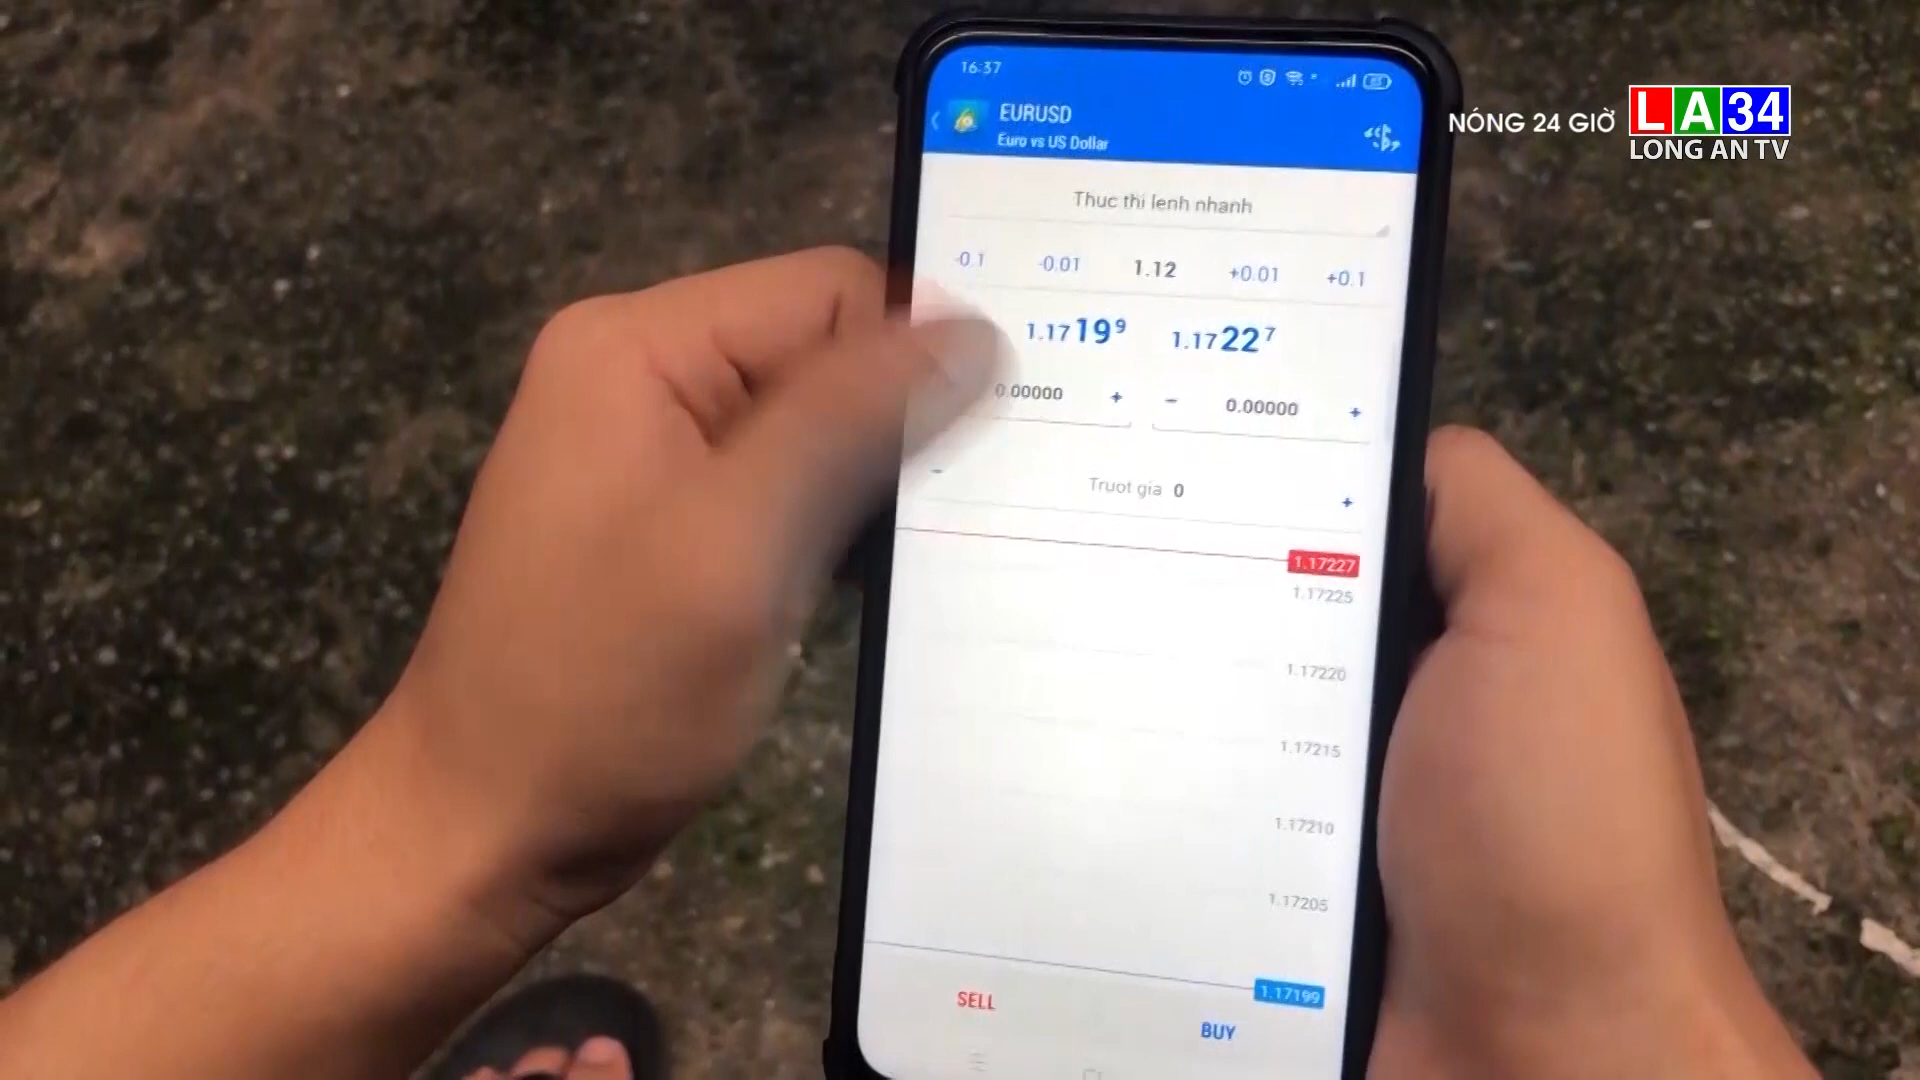 16:37
EURUSD
Euro vs US Dollar
NÓNG 24 GIỜ
LA34
LONG AN TV
Thuc thi lenh nhanh
-0.1 -0.01 1.12 +0.01 +0.1
1.17199 1.17227
0.00000 + - 0.00000 +
- Truot gia 0 +
1.17227
1.17225
1.17220
1.17215
1.17210
1.17205
1.17199
SELL BUY